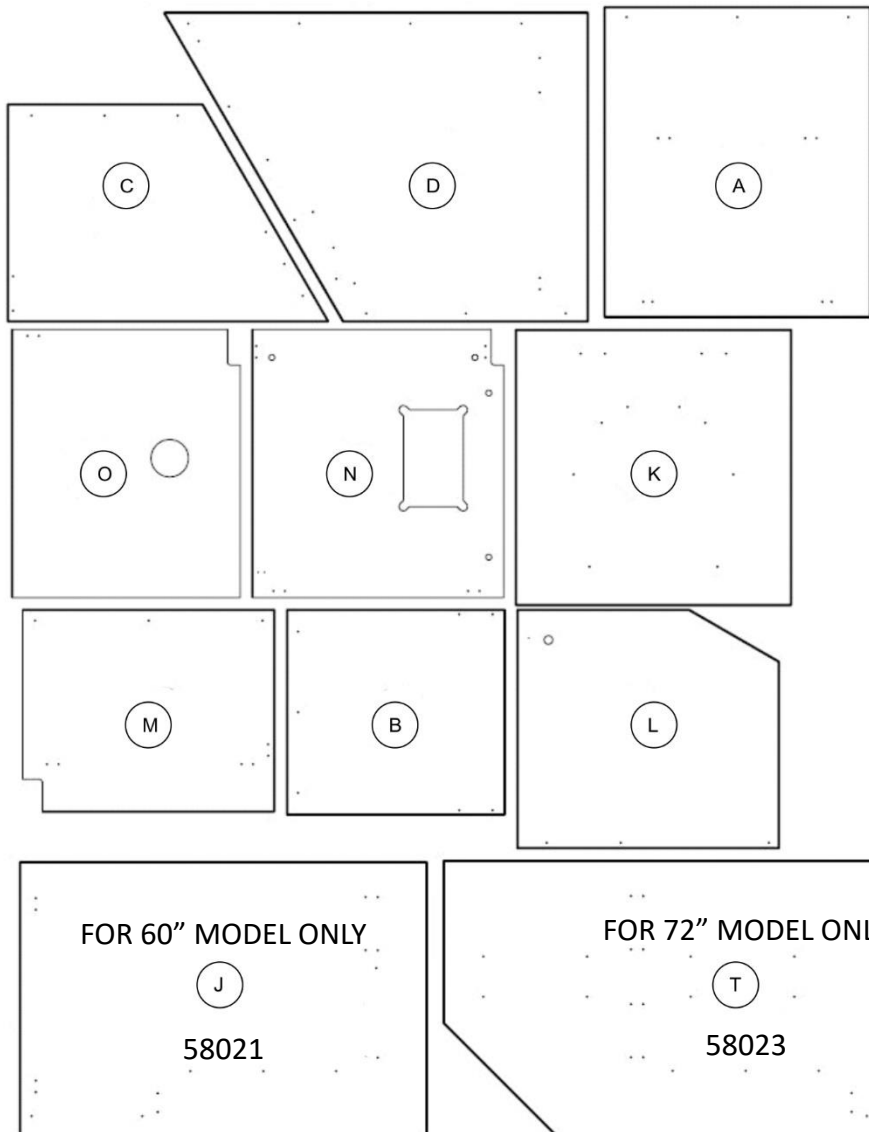 C
D
A
O
N
K
M
B
L
FOR 60” MODEL ONLY
J
58021
FOR 72” MODEL ONL
T
58023